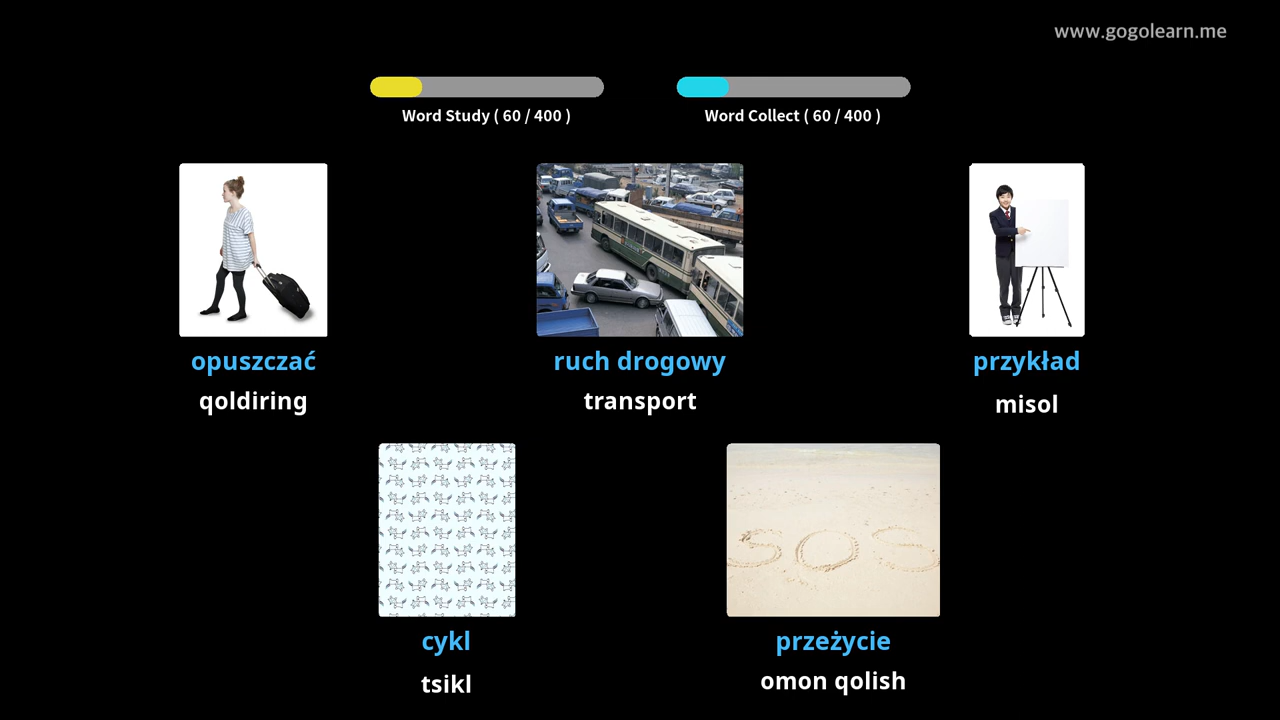 www.gogolearn.me
Word Study ( 60 / 400 )
Word Collect ( 60 / 400 )
opuszczać
qoldiring
ruch drogowy
transport
przykład
misol
SOS
cykl
tsikl
przeżycie
omon qolish